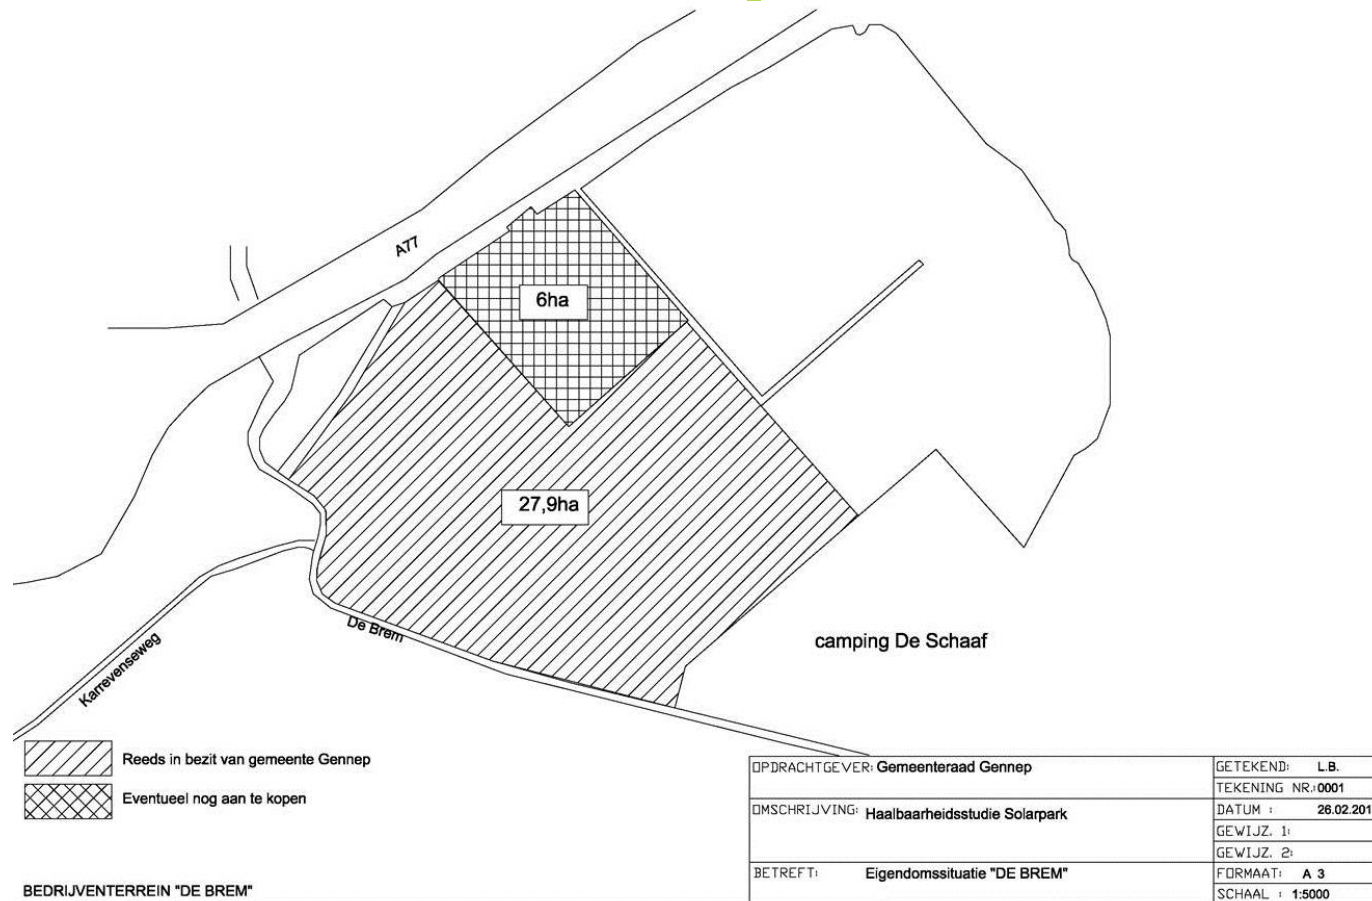 A77
6ha
27,9ha
De Brem
Karrevenseweg
camping De Schaaf
Reeds in bezit van gemeente Gennep
Eventueel nog aan te kopen
BEDRIJVENTERREIN "DE BREM"
OPDRACHTGEVER: Gemeenteraad Gennep
OMSCHRIJVING: Haalbaarheidsstudie Solarpark
BETREFT: Eigendomssituatie "DE BREM"
GETEKEND: L.B.
TEKENING NR.:0001
DATUM : 26.02.201
GEWIJZ. 1:
GEWIJZ. 2:
FORMAAT: A 3
SCHAAL : 1:5000